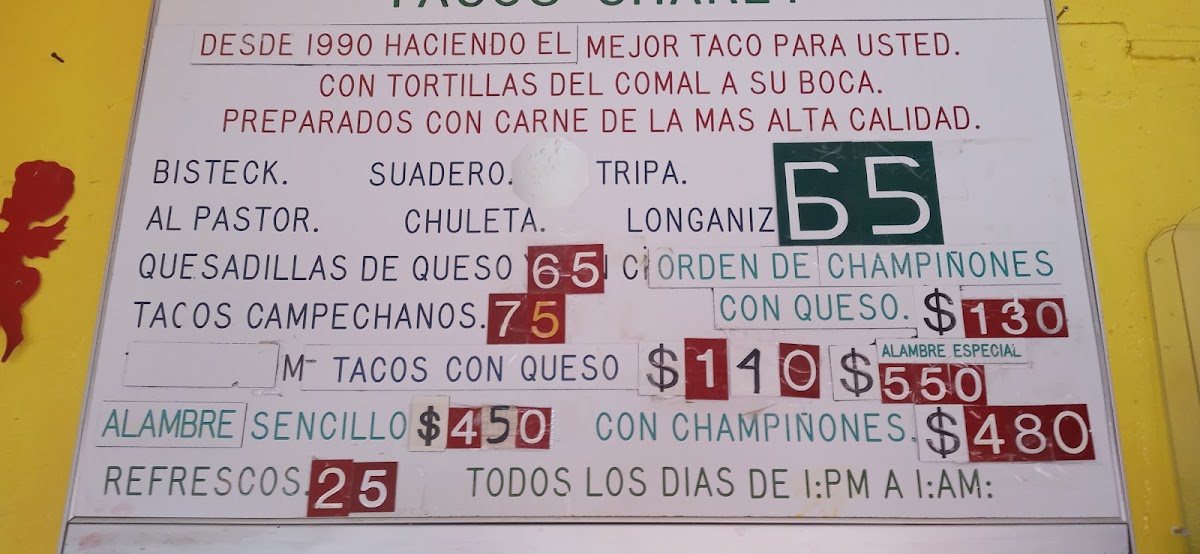 TACOS CHARLY
DESDE 1990 HACIENDO EL MEJOR TACO PARA USTED.
CON TORTILLAS DEL COMAL A SU BOCA.
PREPARADOS CON CARNE DE LA MAS ALTA CALIDAD.
BISTECK. SUADERO. TRIPA. 65
AL PASTOR. CHULETA. LONGANIZ
QUESADILLAS DE QUESO 65 ORDEN DE CHAMPIÑONES
TACOS CAMPECHANOS. 75 CON QUESO. $130
TACOS CON QUESO $140 ALAMBRE ESPECIAL $550
ALAMBRE SENCILLO $450 CON CHAMPIÑONES. $480
REFRESCOS. 25 TODOS LOS DIAS DE 1:PM A 1:AM: